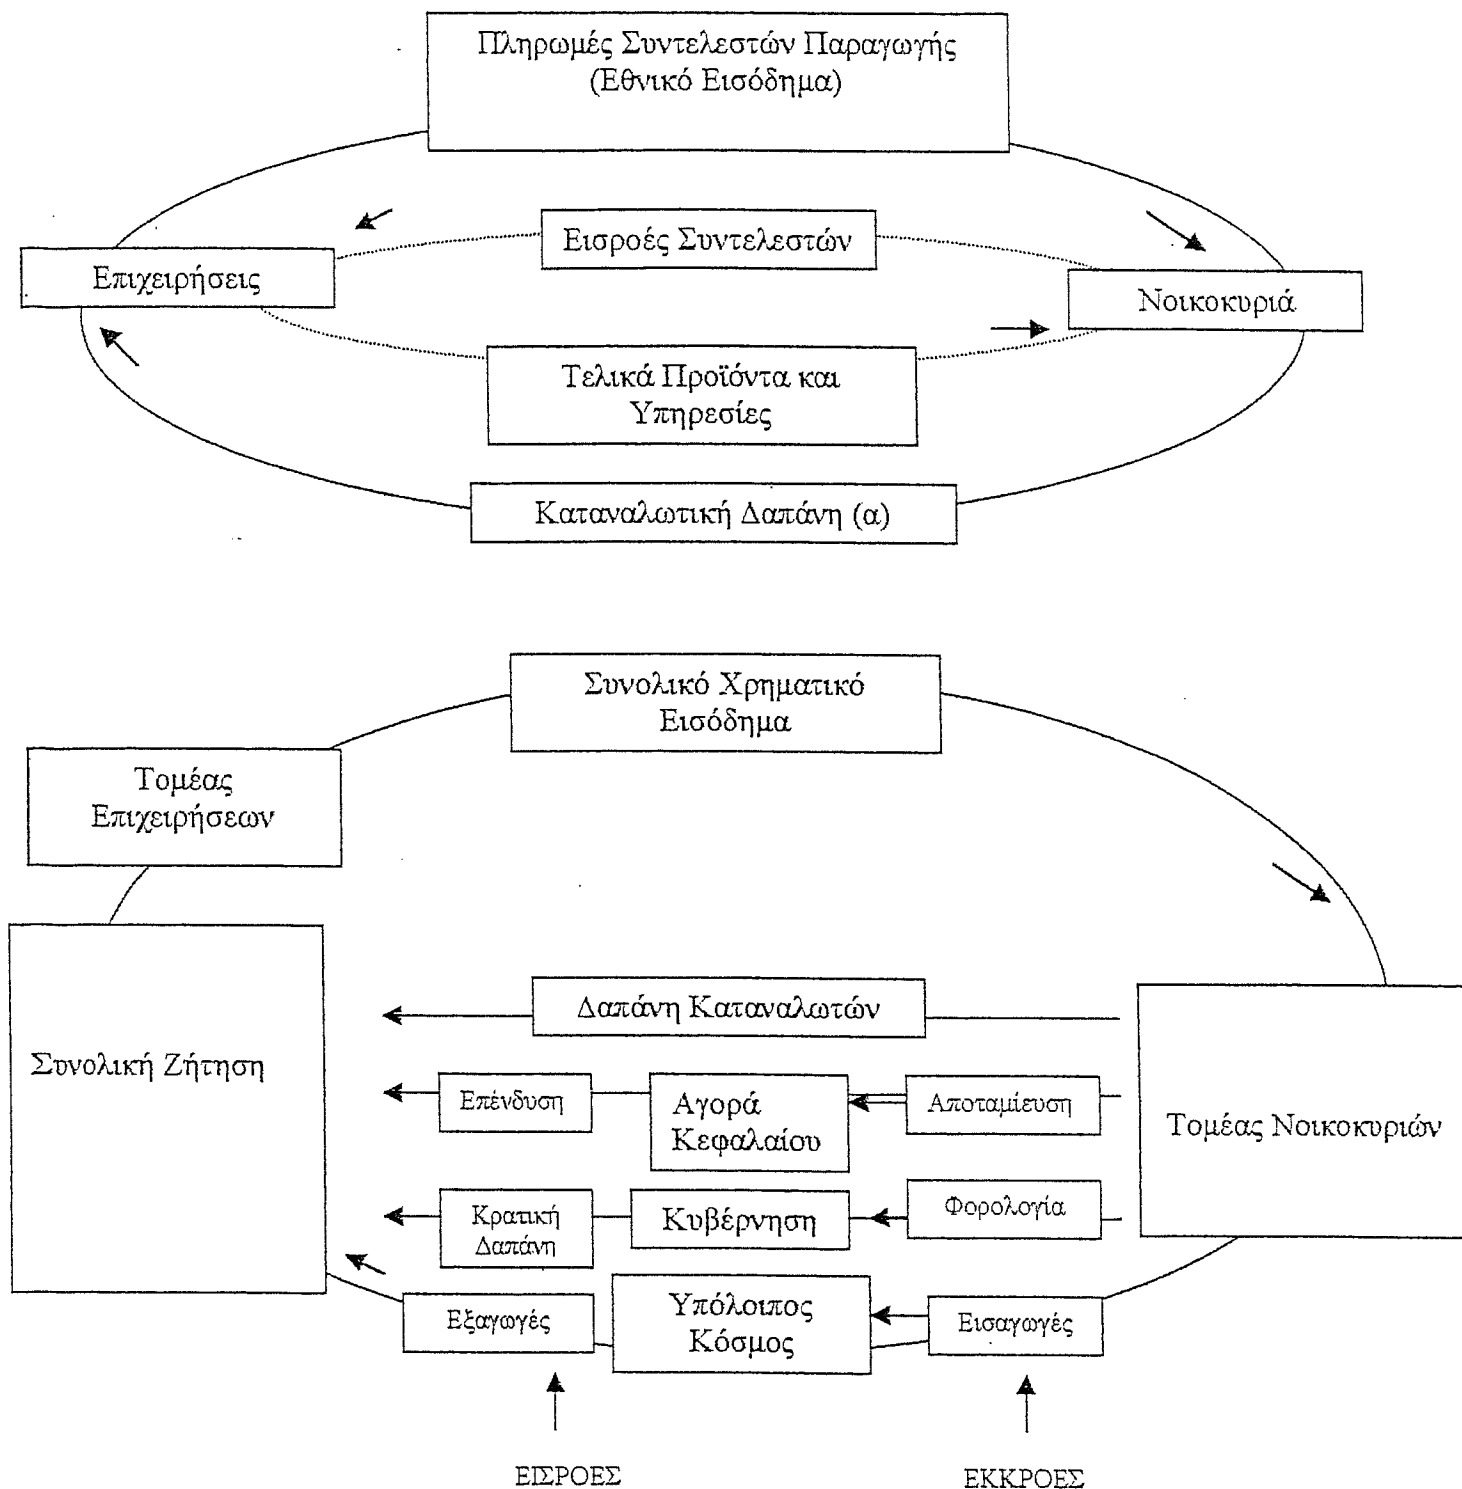 Πληρωμές Συντελεστών Παραγωγής
(Εθνικό Εισόδημα)
Εισροές Συντελεστών
Επιχειρήσεις
Νοικοκυριά
Τελικά Προϊόντα και
Υπηρεσίες
Καταναλωτική Δαπάνη (α)
Συνολικό Χρηματικό
Εισόδημα
Τομέας
Επιχειρήσεων
Δαπάνη Καταναλωτών
Συνολική Ζήτηση
Επένδυση
Αγορά
Κεφαλαίου
Αποταμίευση
Τομέας Νοικοκυριών
Κρατική
Δαπάνη
Κυβέρνηση
Φορολογία
Εξαγωγές
Υπόλοιπος
Κόσμος
Εισαγωγές
ΕΙΣΡΟΕΣ
ΕΚΚΡΟΕΣ